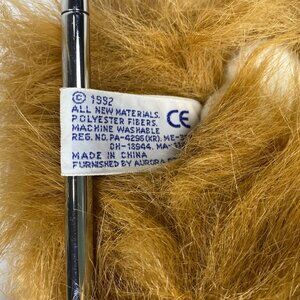 © 1992
ALL NEW MATERIALS.
POLYESTER FIBERS.
MACHINE WASHABLE
REG. NO. PA-4296(KR). ME-
OH-18944. MA-
MADE IN CHINA
FURNISHED BY AURORA
CE